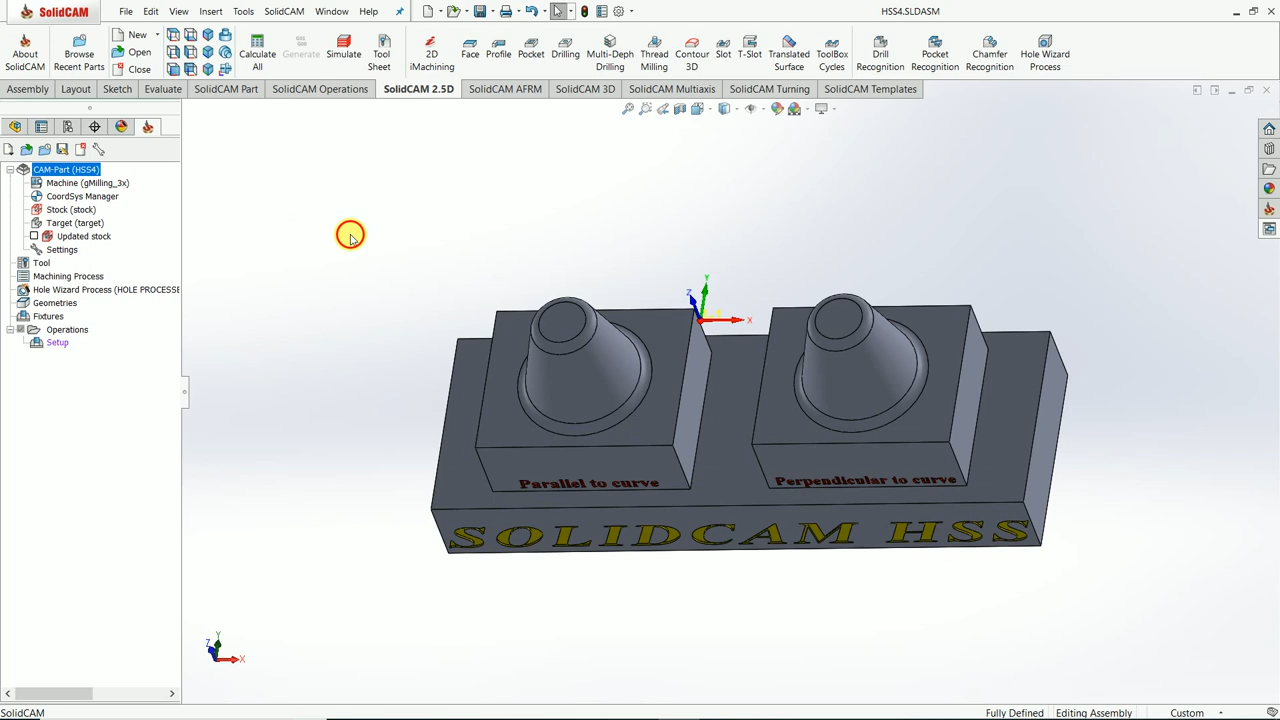 SOLIDCAM File Edit View Insert Tools SolidCAM Window Help HSS4.SLDASM
About SolidCAM
Browse Recent Parts
New
Open
Close
Calculate All
Generate All
Simulate
Tool Sheet
2D iMachining
Face
Profile
Pocket
Drilling
Multi-Depth Drilling
Thread Milling
Contour 3D
Slot
T-Slot
Translated Surface
ToolBox Cycles
Drill Recognition
Pocket Recognition
Chamfer Recognition
Hole Wizard Process
Assembly Layout Sketch Evaluate SolidCAM Part SolidCAM Operations SolidCAM 2.5D SolidCAM AFRM SolidCAM 3D SolidCAM Multiaxis SolidCAM Turning SolidCAM Templates
CAM-Part (HSS4)
Machine (gMilling_3x)
CoordSys Manager
Stock (stock)
Target (target)
Updated stock
Settings
Tool
Machining Process
Hole Wizard Process (HOLE PROCESSE
Geometries
Fixtures
Operations
Setup
Y
Z
X
Parallel to curve
Perpendicular to curve
SOLIDCAM HSS
Y
Z
X
SolidCAM Fully Defined Editing Assembly Custom